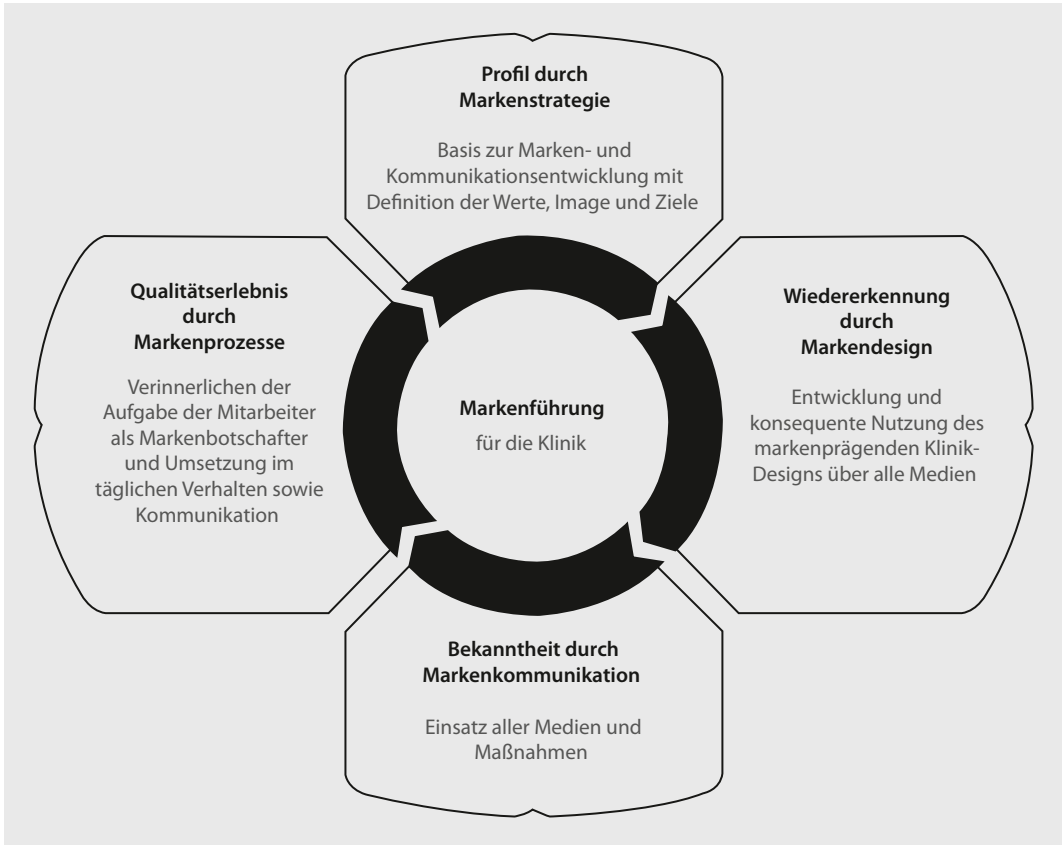 Profil durch
Markenstrategie
Basis zur Marken- und
Kommunikationsentwicklung mit
Definition der Werte, Image und Ziele
Qualitätserlebnis
durch
Markenprozesse
Verinnerlichen der
Aufgabe der Mitarbeiter
als Markenbotschafter
und Umsetzung im
täglichen Verhalten sowie
Kommunikation
Markenführung
für die Klinik
Wiedererkennung
durch
Markendesign
Entwicklung und
konsequente Nutzung des
markenprägenden Klinik-
Designs über alle Medien
Bekanntheit durch
Markenkommunikation
Einsatz aller Medien und
Maßnahmen